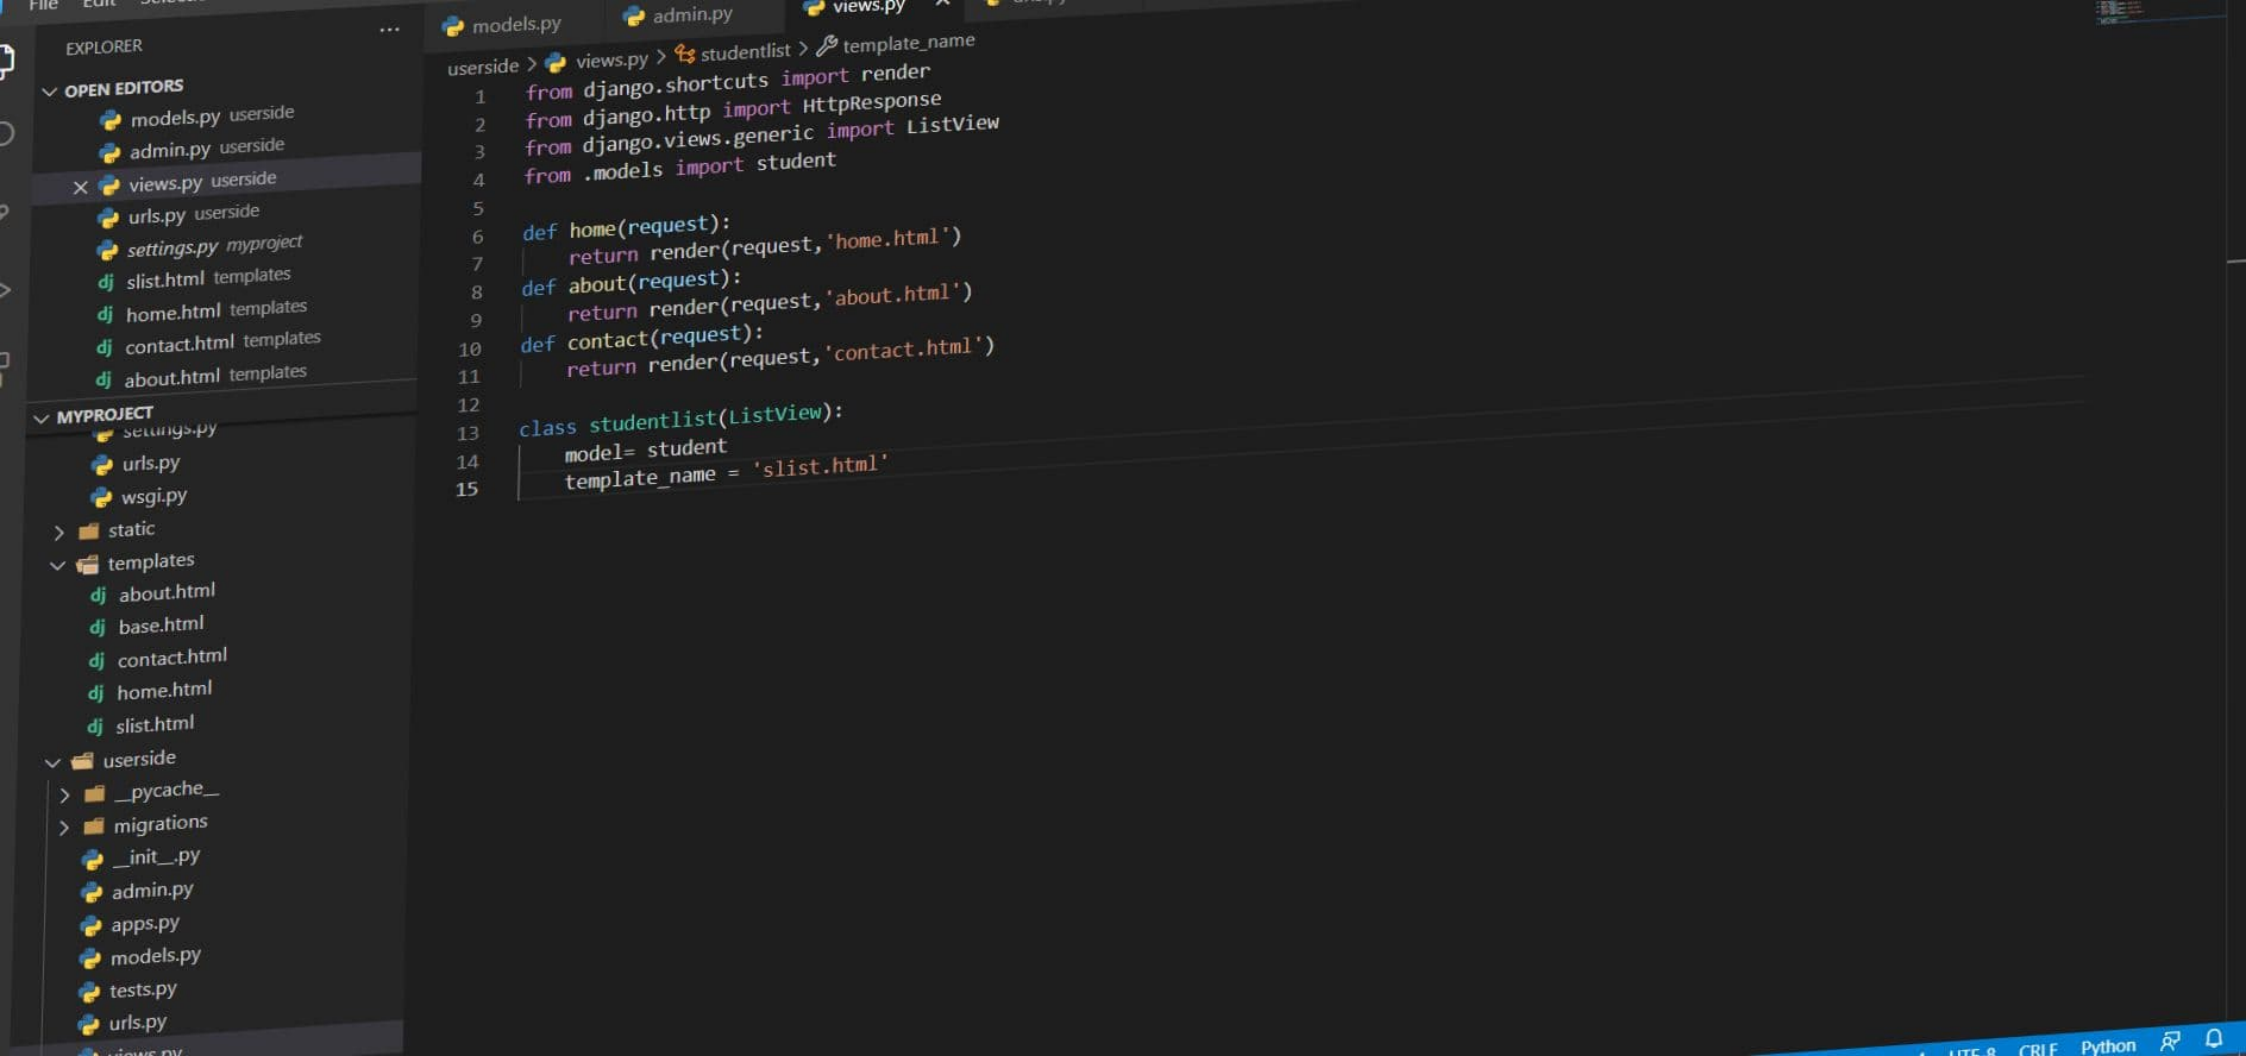 File Edit
EXPLORER ...
OPEN EDITORS
models.py userside
admin.py userside
views.py userside
urls.py userside
settings.py myproject
slist.html templates
home.html templates
contact.html templates
about.html templates
MYPROJECT
settings.py
urls.py
wsgi.py
static
templates
about.html
base.html
contact.html
home.html
slist.html
userside
__pycache__
migrations
__init__.py
admin.py
apps.py
models.py
tests.py
urls.py
views.py
models.py admin.py views.py
userside > views.py > studentlist > template_name
1 from django.shortcuts import render
2 from django.http import HttpResponse
3 from django.views.generic import ListView
4 from .models import student
5
6 def home(request):
7 return render(request,'home.html')
8 def about(request):
9 return render(request,'about.html')
10 def contact(request):
11 return render(request,'contact.html')
12
13 class studentlist(ListView):
14 model= student
15 template_name = 'slist.html'
UTF-8 CRLF Python